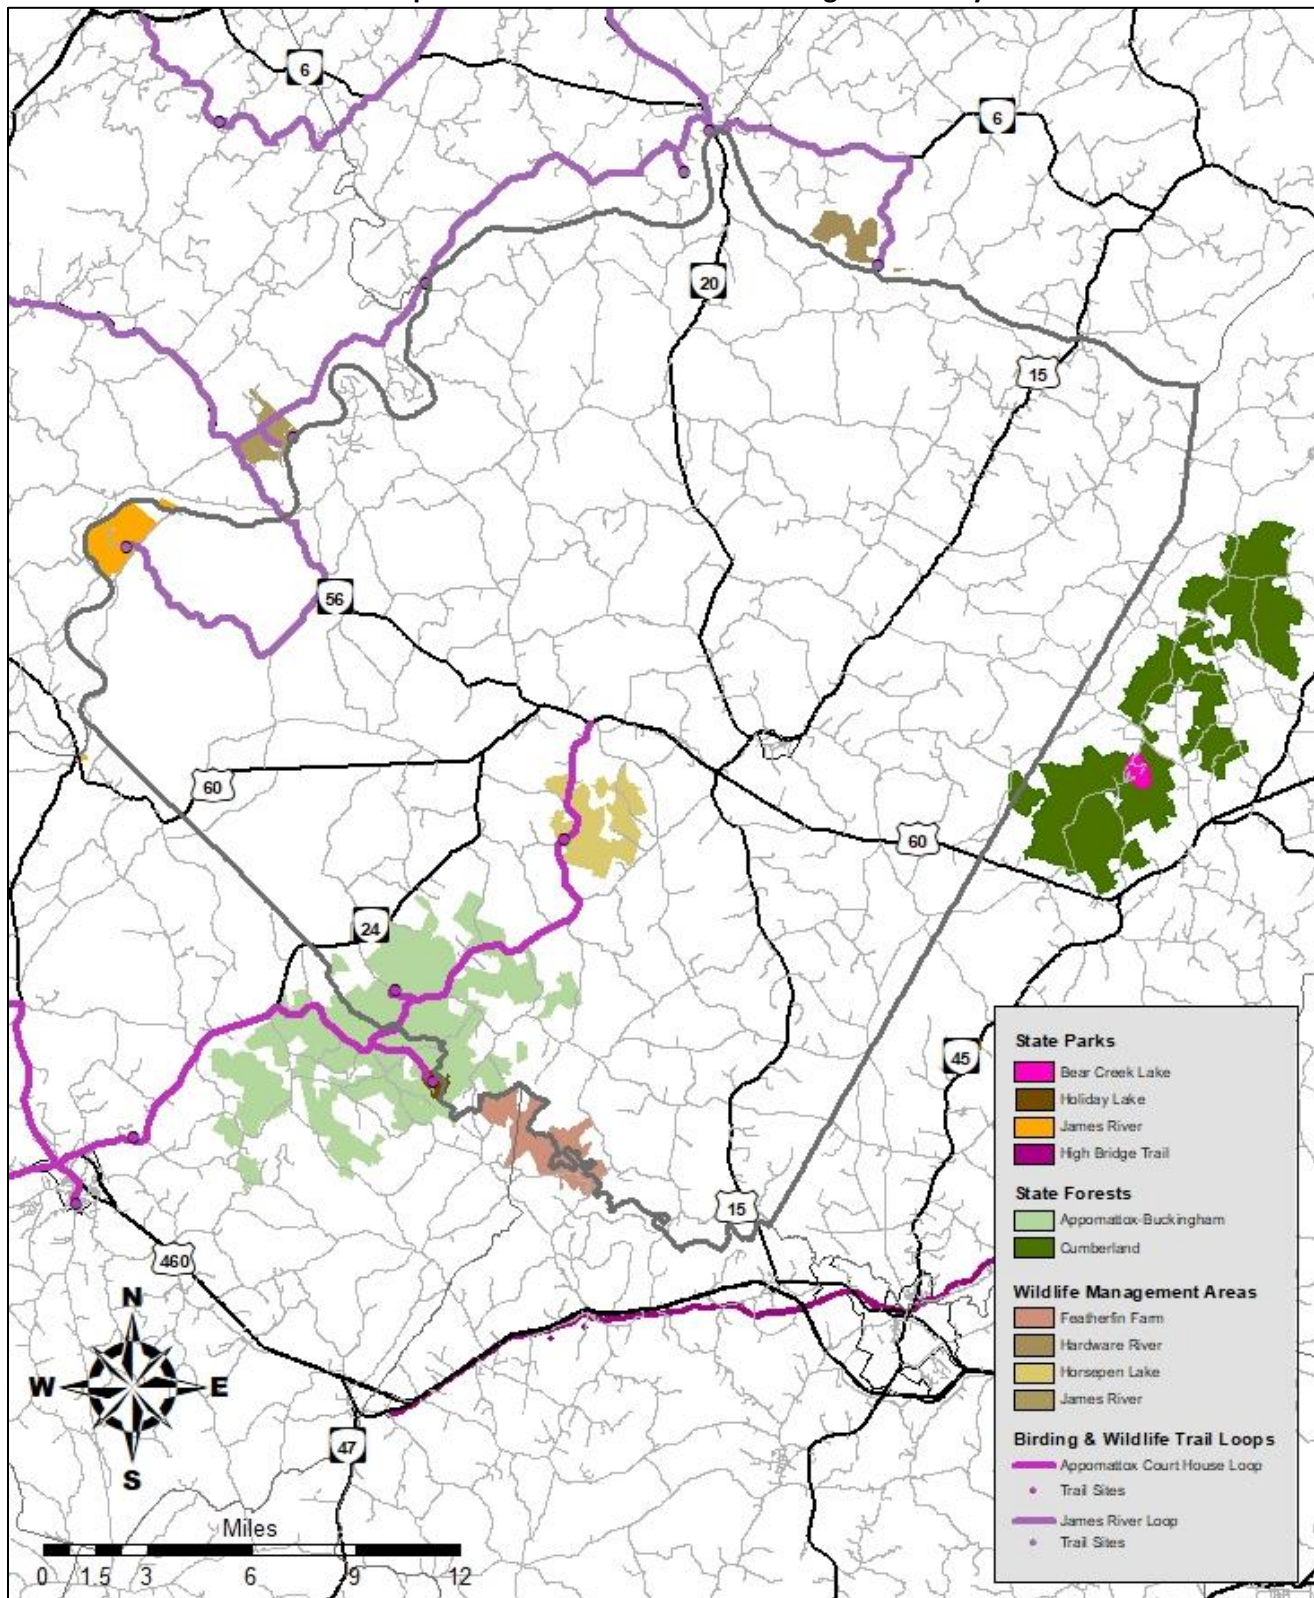 6
6
20
15
56
60
60
24
45
15
460
47
N
W E
S
Miles
0 1.5 3 6 9 12
State Parks
Bear Creek Lake
Holiday Lake
James River
High Bridge Trail
State Forests
Appomattox-Buckingham
Cumberland
Wildlife Management Areas
Featherfin Farm
Hardware River
Horsepen Lake
James River
Birding & Wildlife Trail Loops
Appomattox Court House Loop
Trail Sites
James River Loop
Trail Sites